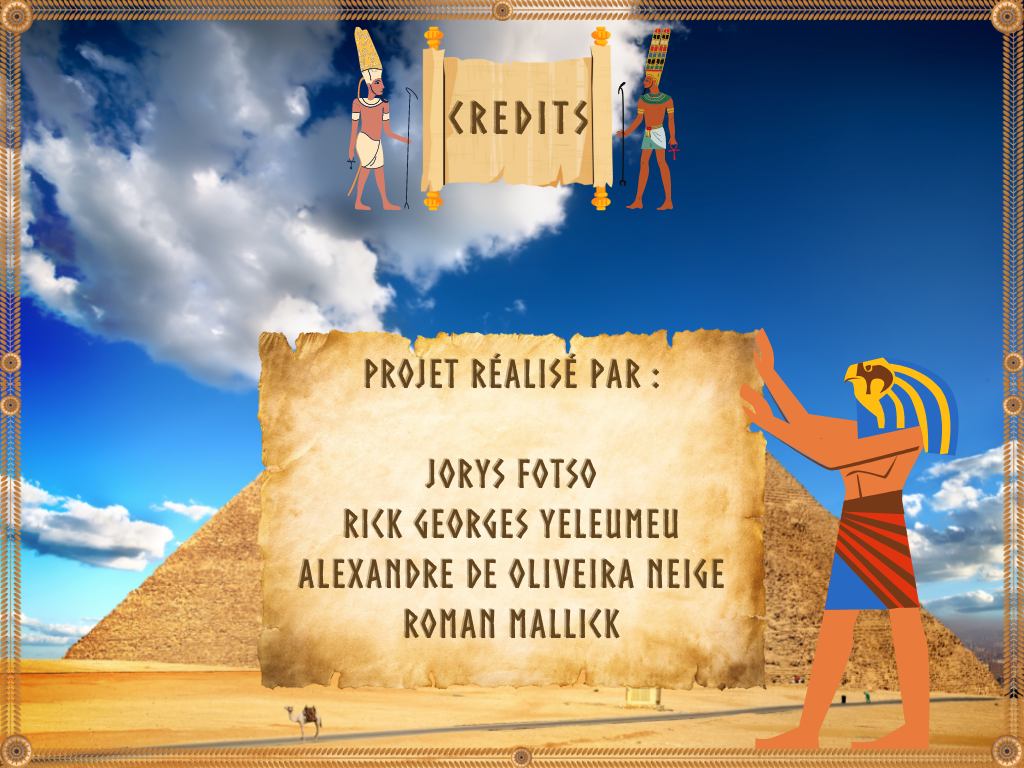 CREDITS
PROJET RÉALISÉ PAR :
JORYS FOTSO
RICK GEORGES YELEUMEU
ALEXANDRE DE OLIVEIRA NEIGE
ROMAN MALLICK